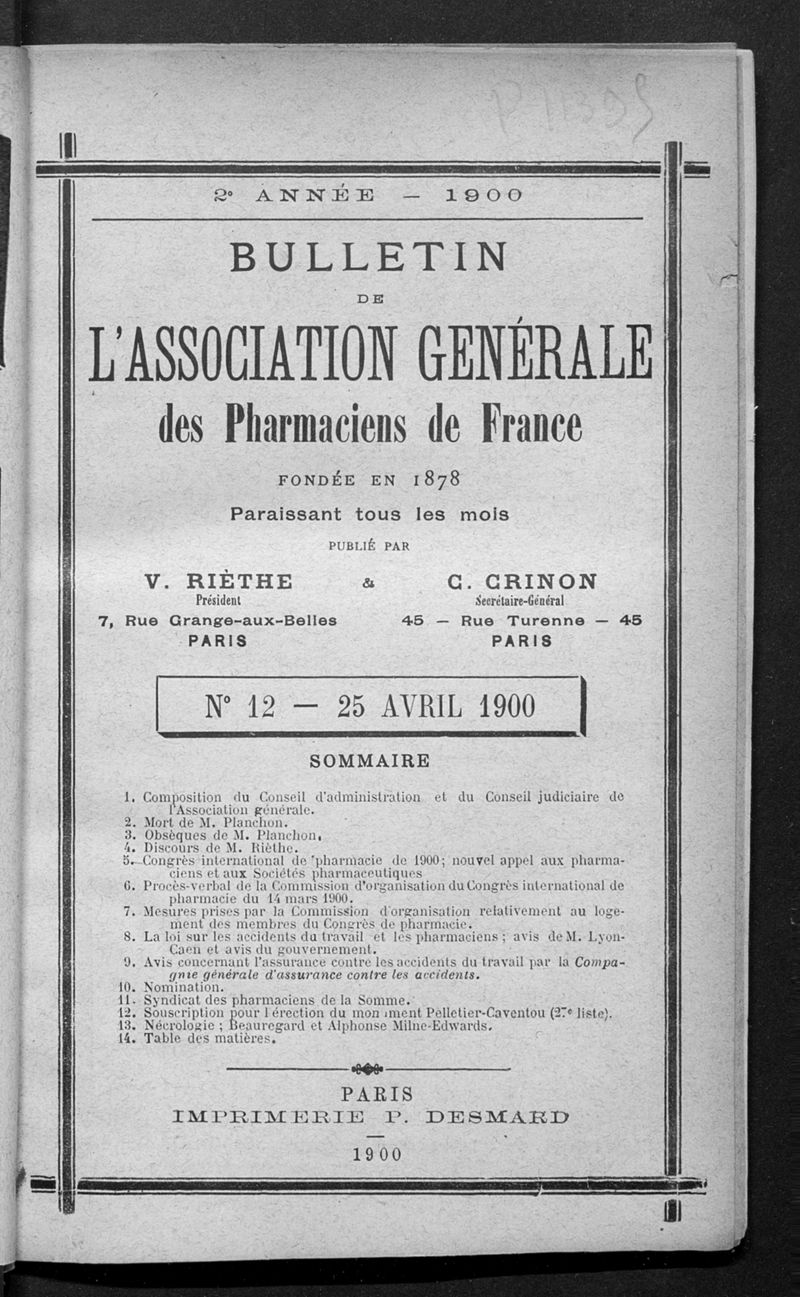 P 11395
2e ANNÉE — 1900
BULLETIN
DE
L'ASSOCIATION GENÉRALE
des Pharmaciens de France
FONDÉE EN 1878
Paraissant tous les mois
PUBLIÉ PAR
V. RIÈTHE & C. CRINON
Président Secrétaire-Général
7, Rue Grange-aux-Belles 45 — Rue Turenne — 45
PARIS PARIS
N° 12 — 25 AVRIL 1900
SOMMAIRE
1. Composition du Conseil d'administration et du Conseil judiciaire de
l'Association générale.
2. Mort de M. Planchon.
3. Obsèques de M. Planchon,
4. Discours de M. Rièthe.
5. Congrès international de pharmacie de 1900; nouvel appel aux pharma-
ciens et aux Sociétés pharmaceutiques
6. Procès-verbal de la Commission d'organisation du Congrès international de
pharmacie du 14 mars 1900.
7. Mesures prises par la Commission d'organisation relativement au loge-
ment des membres du Congrès de pharmacie.
8. La loi sur les accidents du travail et les pharmaciens; avis de M. Lyon-
Caen et avis du gouvernement.
9. Avis concernant l'assurance contre les accidents du travail par la Compa-
gnie générale d'assurance contre les accidents.
10. Nomination.
11. Syndicat des pharmaciens de la Somme.
12. Souscription pour l érection du mon ment Pelletier-Caventou (27e liste).
13. Nécrologie; Beauregard et Alphonse Milne-Edwards.
14. Table des matières.
PARIS
IMPRIMERIE P. DESMARD
1900